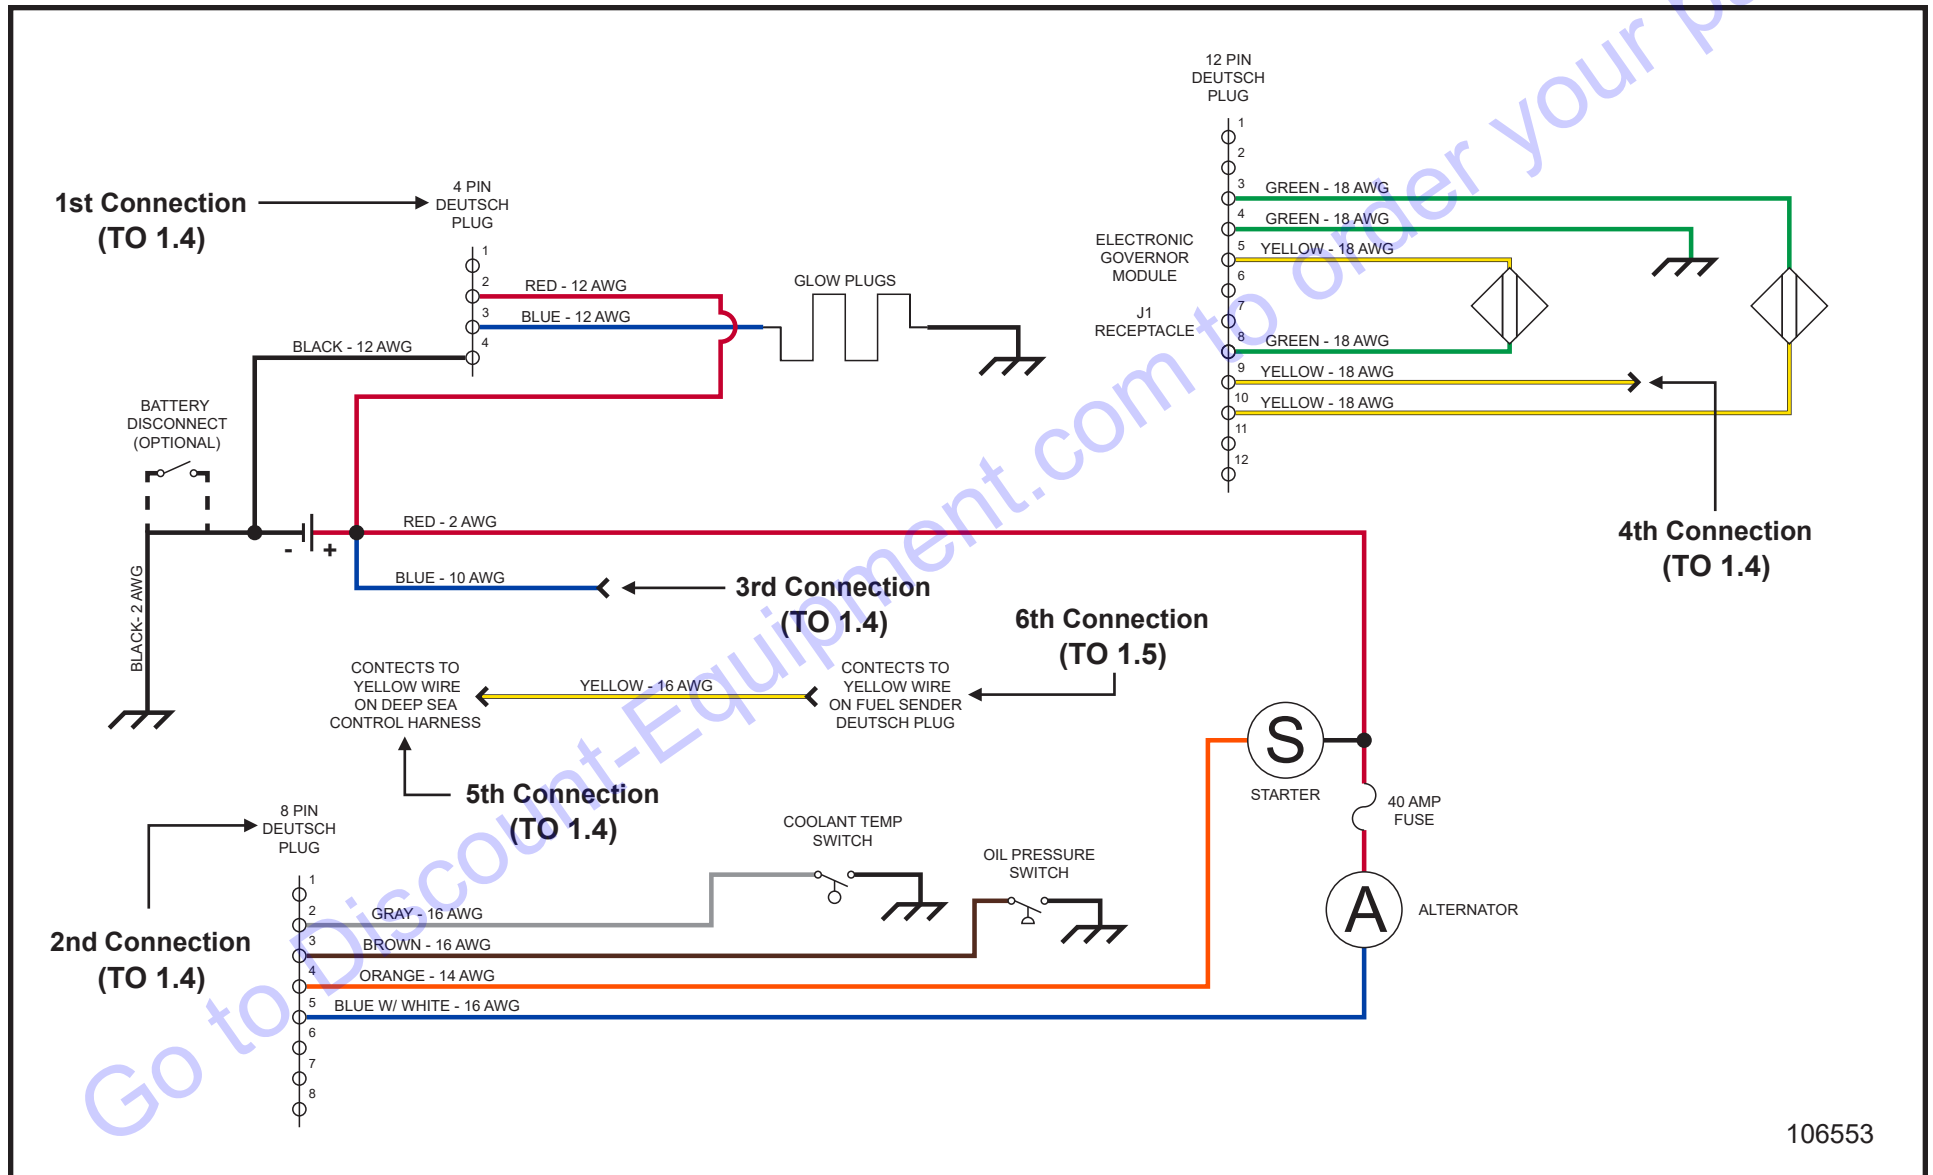 12 PIN
DEUTSCH
PLUG
1
2
3
4
5
6
7
8
9
10
11
12
GREEN - 18 AWG
GREEN - 18 AWG
YELLOW - 18 AWG
GREEN - 18 AWG
YELLOW - 18 AWG
YELLOW - 18 AWG
ELECTRONIC
GOVERNOR
MODULE
J1
RECEPTACLE
4th Connection
(TO 1.4)
1st Connection
(TO 1.4)
4 PIN
DEUTSCH
PLUG
1
2
3
4
RED - 12 AWG
BLUE - 12 AWG
BLACK - 12 AWG
GLOW PLUGS
BATTERY
DISCONNECT
(OPTIONAL)
- +
RED - 2 AWG
BLUE - 10 AWG
BLACK- 2 AWG
3rd Connection
(TO 1.4)
6th Connection
(TO 1.5)
CONTECTS TO
YELLOW WIRE
ON DEEP SEA
CONTROL HARNESS
YELLOW - 16 AWG
CONTECTS TO
YELLOW WIRE
ON FUEL SENDER
DEUTSCH PLUG
5th Connection
(TO 1.4)
S
STARTER
40 AMP
FUSE
A
ALTERNATOR
8 PIN
DEUTSCH
PLUG
2nd Connection
(TO 1.4)
1
2
3
4
5
6
7
8
GRAY - 16 AWG
BROWN - 16 AWG
ORANGE - 14 AWG
BLUE W/ WHITE - 16 AWG
COOLANT TEMP
SWITCH
OIL PRESSURE
SWITCH
106553
Go to Discount-Equipment.com to order your